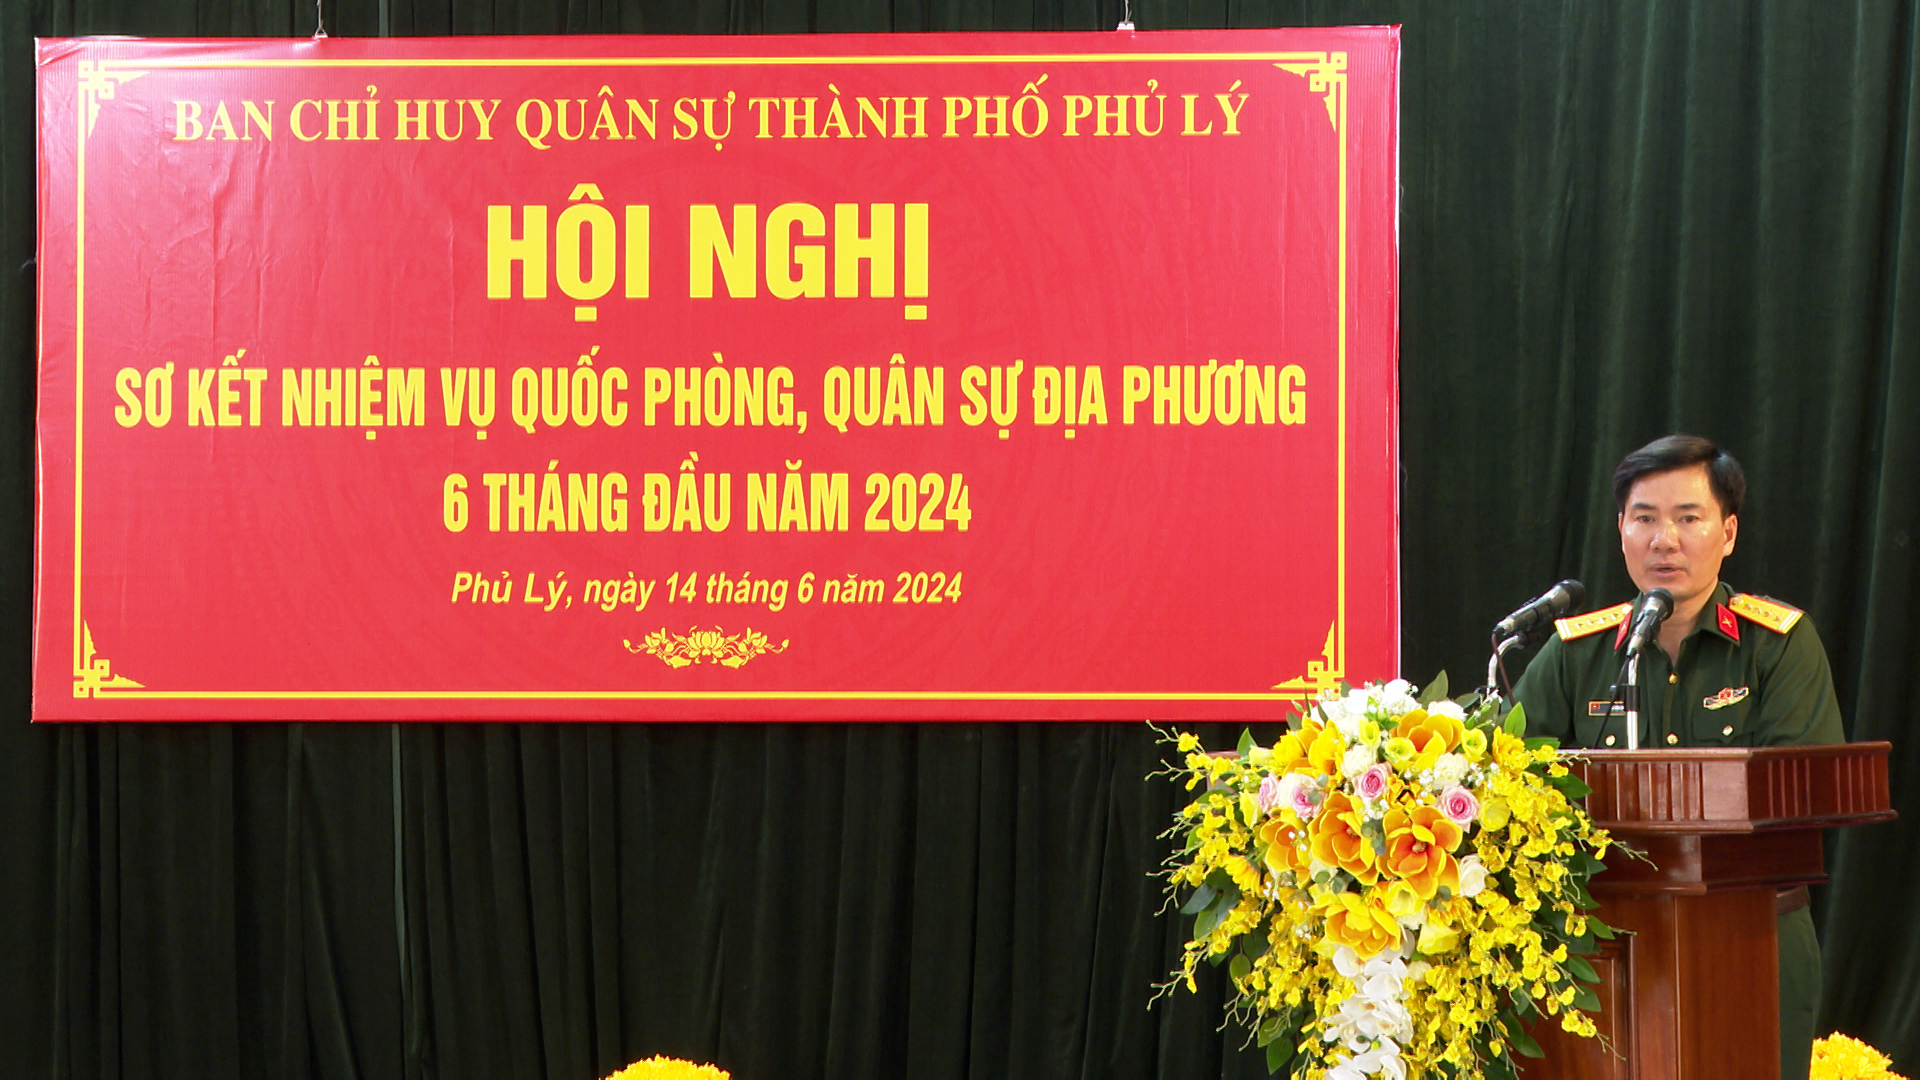 BAN CHỈ HUY QUÂN SỰ THÀNH PHỐ PHỦ LÝ
HỘI NGHỊ
SƠ KẾT NHIỆM VỤ QUỐC PHÒNG, QUÂN SỰ ĐỊA PHƯƠNG
6 THÁNG ĐẦU NĂM 2024
Phủ Lý, ngày 14 tháng 6 năm 2024